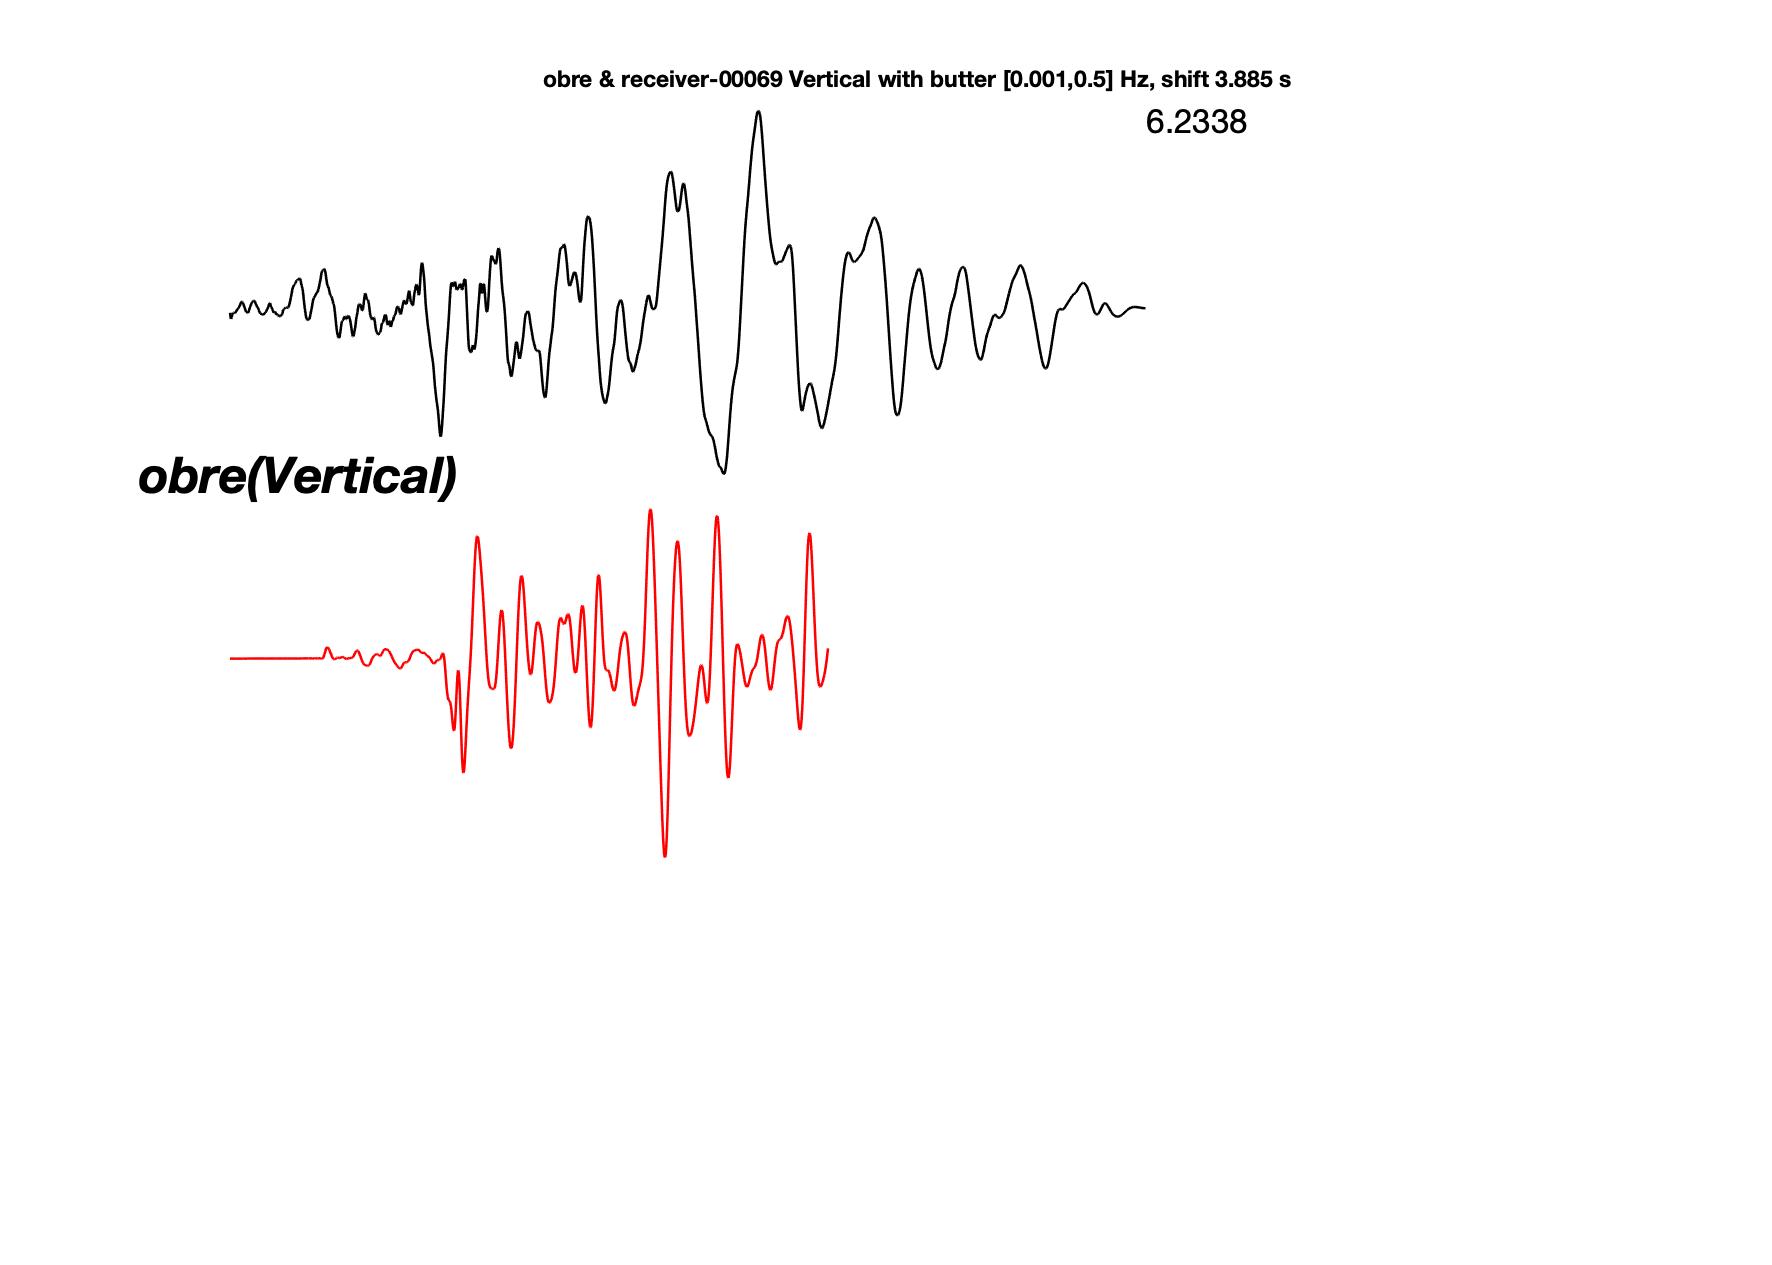 obre & receiver-00069 Vertical with butter [0.001,0.5] Hz, shift 3.885 s
6.2338
obre(Vertical)